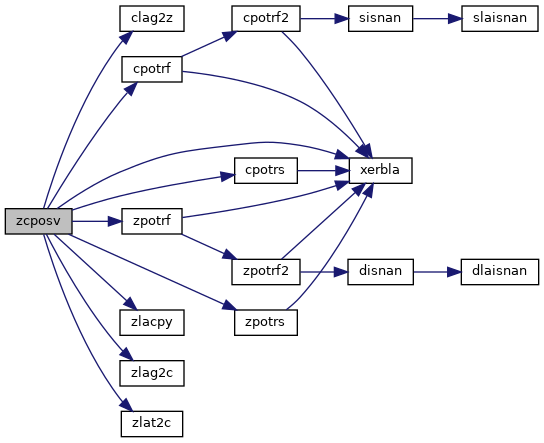 clag2z
cpotrf2
sisnan
slaisnan
cpotrf
cpotrs
xerbla
zcposv
zpotrf
zpotrf2
disnan
dlaisnan
zlacpy
zpotrs
zlag2c
zlat2c